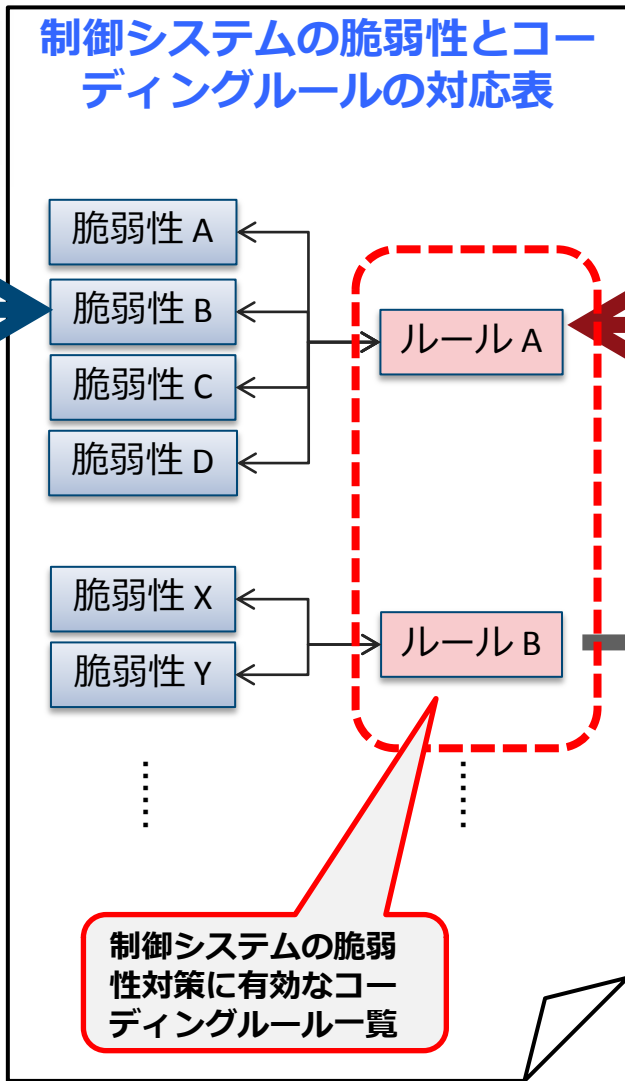 制御システムの脆弱性とコー
ディングルールの対応表
脆弱性 A
脆弱性 B
ルール A
脆弱性 C
脆弱性 D
脆弱性 X
ルール B
脆弱性 Y
制御システムの脆弱
性対策に有効なコー
ディングルール一覧